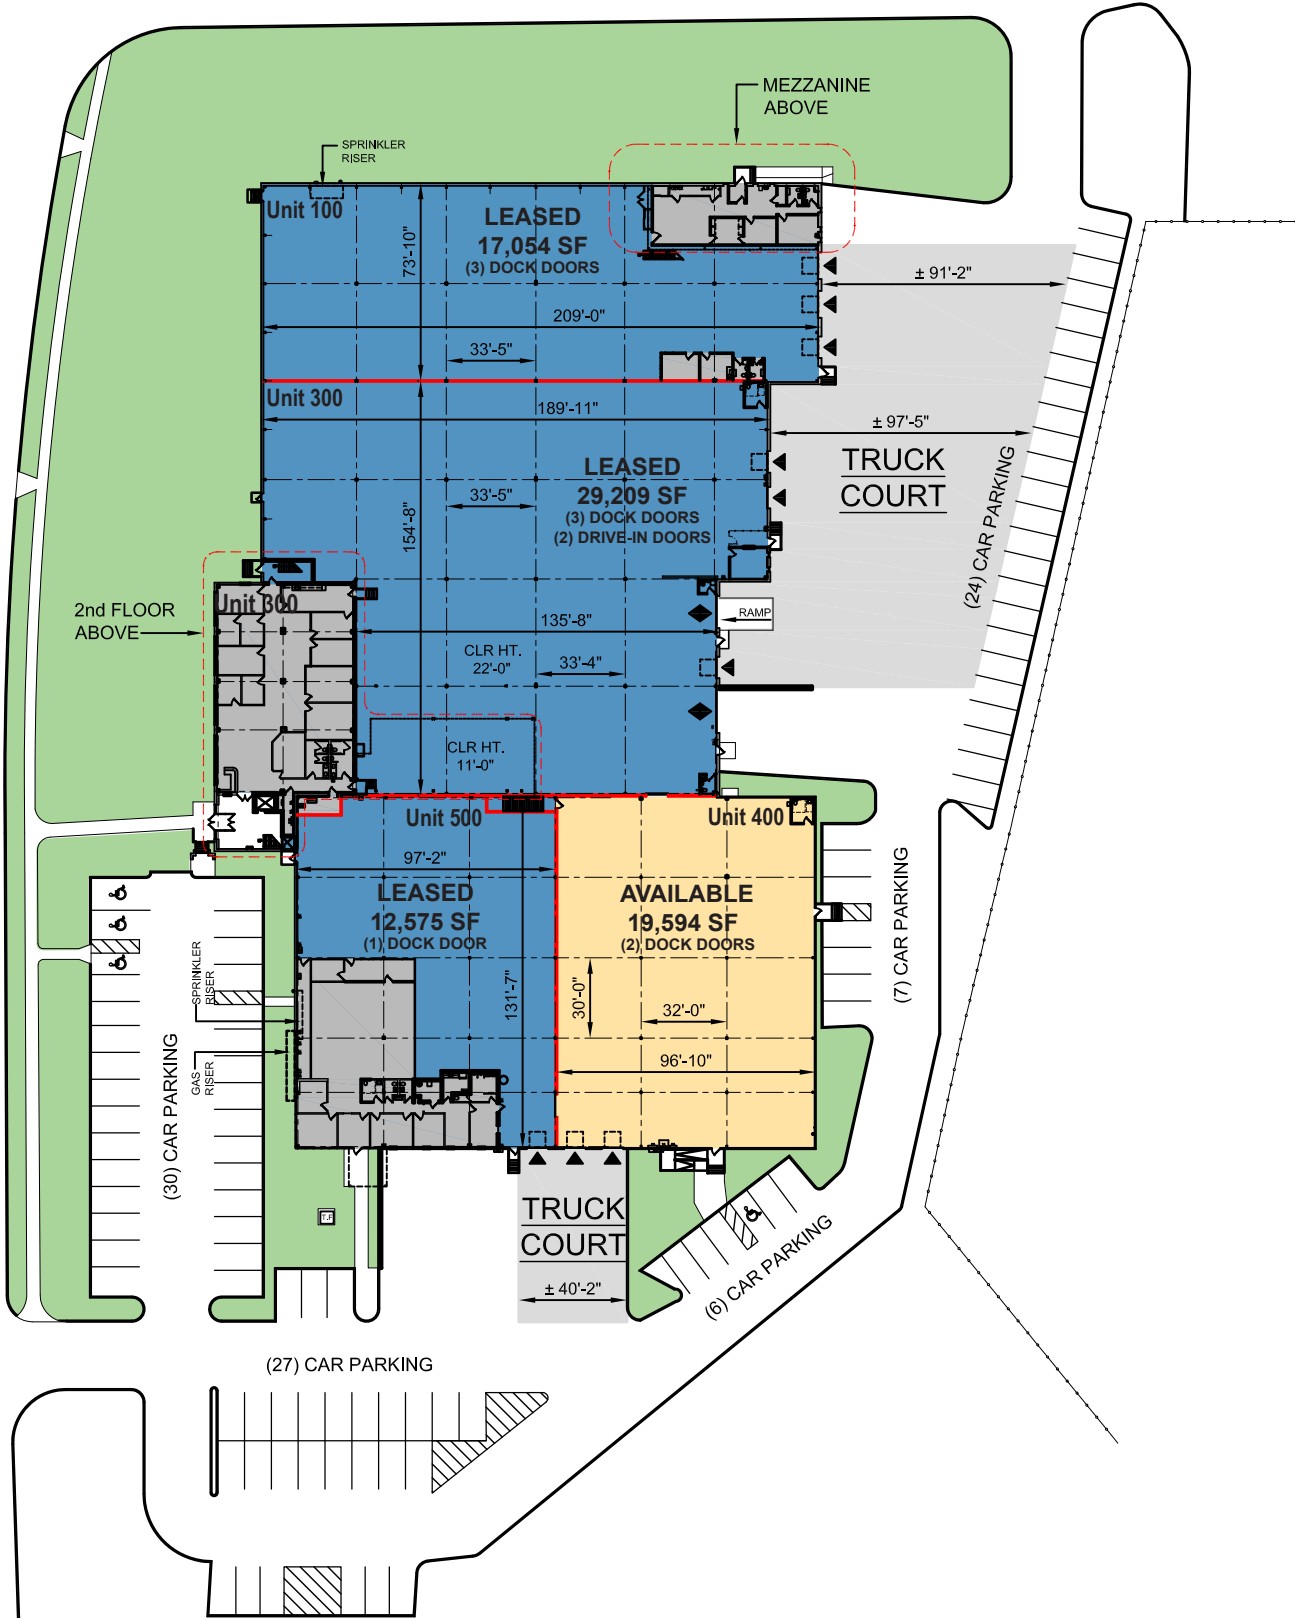 MEZZANINE
ABOVE
SPRINKLER
RISER
Unit 100
LEASED
17,054 SF
(3) DOCK DOORS
73'-10"
± 91'-2"
209'-0"
33'-5"
Unit 300
189'-11"
± 97'-5"
TRUCK
COURT
LEASED
29,209 SF
(3) DOCK DOORS
(2) DRIVE-IN DOORS
33'-5"
154'-8"
(24) CAR PARKING
2nd FLOOR
ABOVE
Unit 300
RAMP
135'-8"
CLR HT.
22'-0"
33'-4"
CLR HT.
11'-0"
Unit 500
Unit 400
97'-2"
LEASED
12,575 SF
(1) DOCK DOOR
AVAILABLE
19,594 SF
(2) DOCK DOORS
(7) CAR PARKING
SPRINKLER
RISER
131'-7"
30'-0"
32'-0"
96'-10"
GAS
RISER
(30) CAR PARKING
TRUCK
COURT
± 40'-2"
T.F
(6) CAR PARKING
(27) CAR PARKING